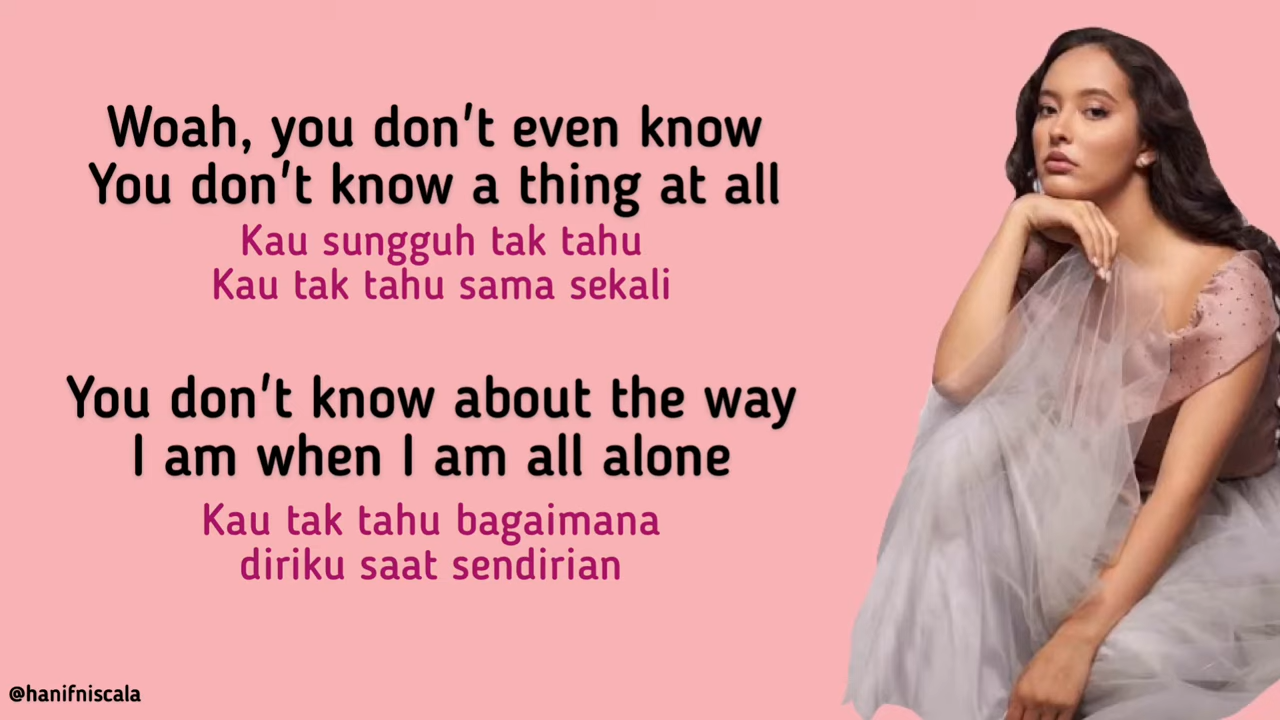 Woah, you don't even know
You don't know a thing at all
Kau sungguh tak tahu
Kau tak tahu sama sekali
You don't know about the way
I am when I am all alone
Kau tak tahu bagaimana
diriku saat sendirian
@hanifniscala